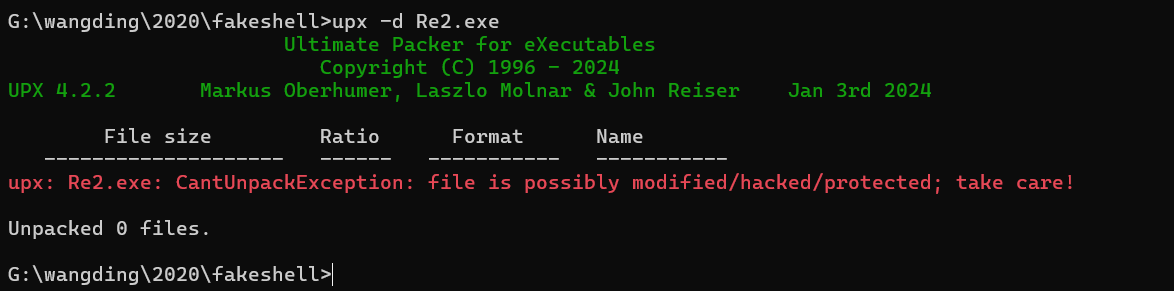 G:\wangding\2020\fakeshell>upx -d Re2.exe
Ultimate Packer for eXecutables
Copyright (C) 1996 - 2024
UPX 4.2.2 Markus Oberhumer, Laszlo Molnar & John Reiser Jan 3rd 2024
File size Ratio Format Name
-------------------- ------ ----------- -----------
upx: Re2.exe: CantUnpackException: file is possibly modified/hacked/protected; take care!
Unpacked 0 files.
G:\wangding\2020\fakeshell>